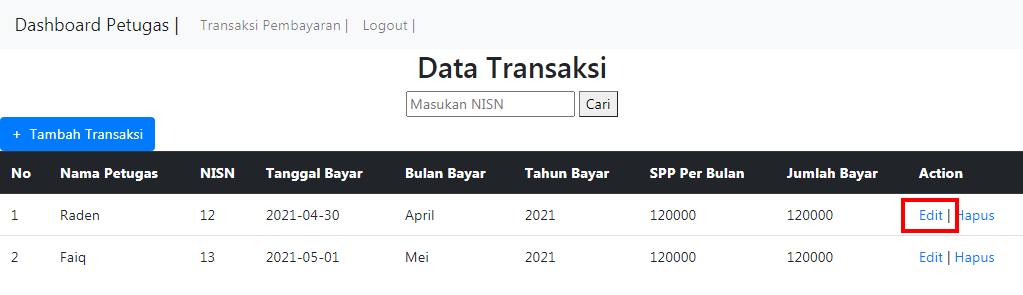 Dashboard Petugas | Transaksi Pembayaran | Logout |
Data Transaksi
Masukan NISN Cari
+ Tambah Transaksi
No Nama Petugas NISN Tanggal Bayar Bulan Bayar Tahun Bayar SPP Per Bulan Jumlah Bayar Action
1 Raden 12 2021-04-30 April 2021 120000 120000 Edit | Hapus
2 Faiq 13 2021-05-01 Mei 2021 120000 120000 Edit | Hapus